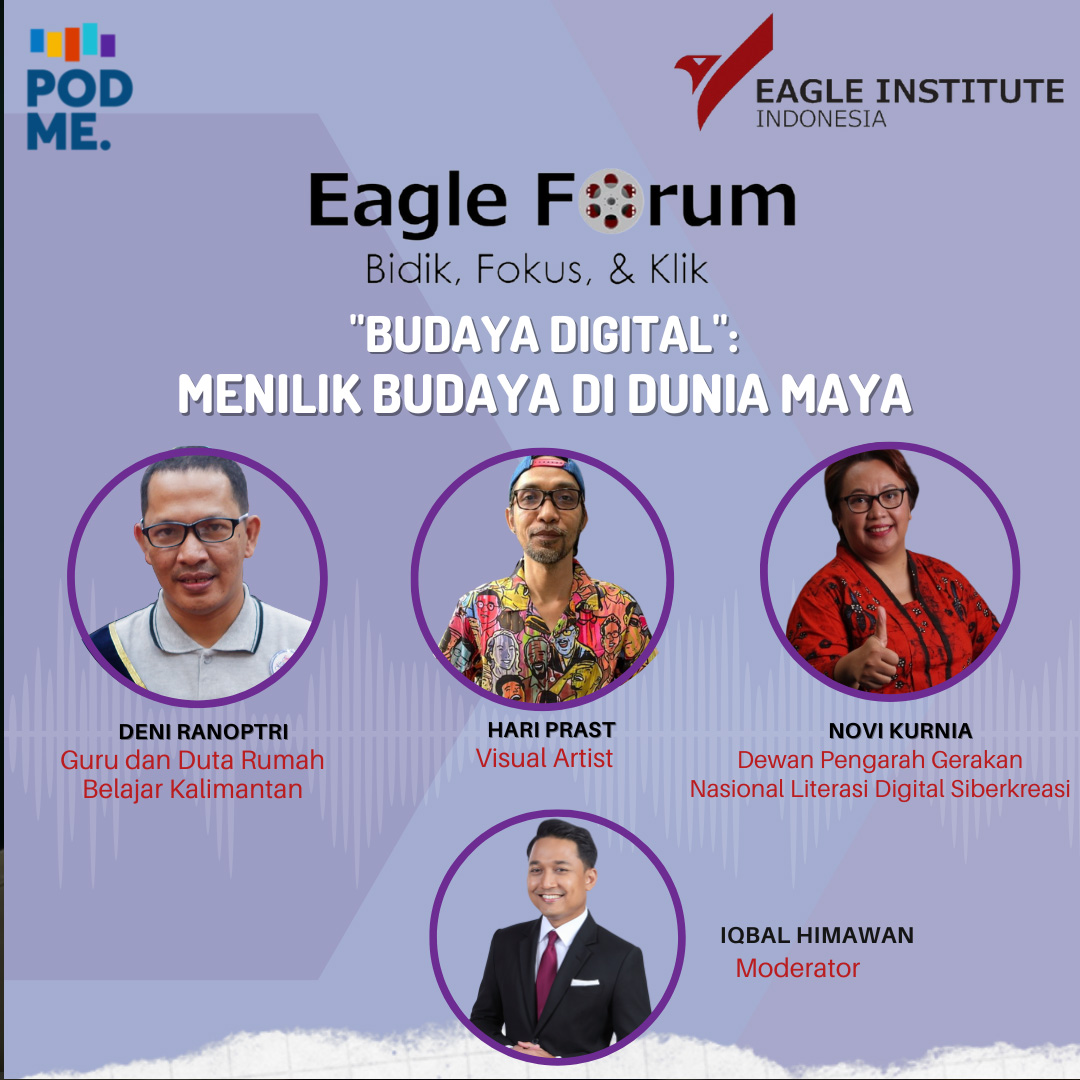 POD
ME.
EAGLE INSTITUTE
INDONESIA
Eagle Forum
Bidik, Fokus, & Klik
"BUDAYA DIGITAL":
MENILIK BUDAYA DI DUNIA MAYA
DENI RANOPTRI
Guru dan Duta Rumah
Belajar Kalimantan
HARI PRAST
Visual Artist
NOVI KURNIA
Dewan Pengarah Gerakan
Nasional Literasi Digital Siberkreasi
IQBAL HIMAWAN
Moderator